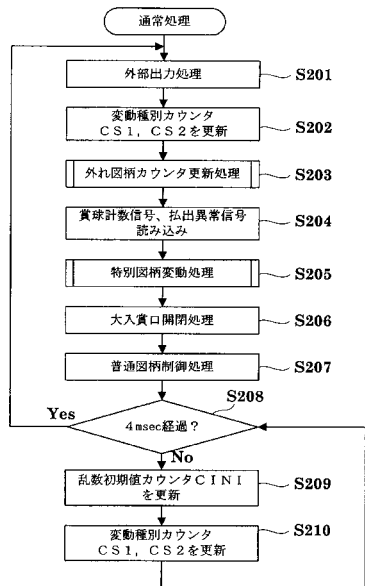 通常処理
外部出力処理
S201
変動種別カウンタ
CS1，CS2を更新
S202
外れ図柄カウンタ更新処理
S203
賞球計数信号、払出異常信号
読み込み
S204
特別図柄変動処理
S205
大入賞口開閉処理
S206
普通図柄制御処理
S207
S208
Yes
4msec経過？
No
乱数初期値カウンタCINI
を更新
S209
変動種別カウンタ
CS1，CS2を更新
S210